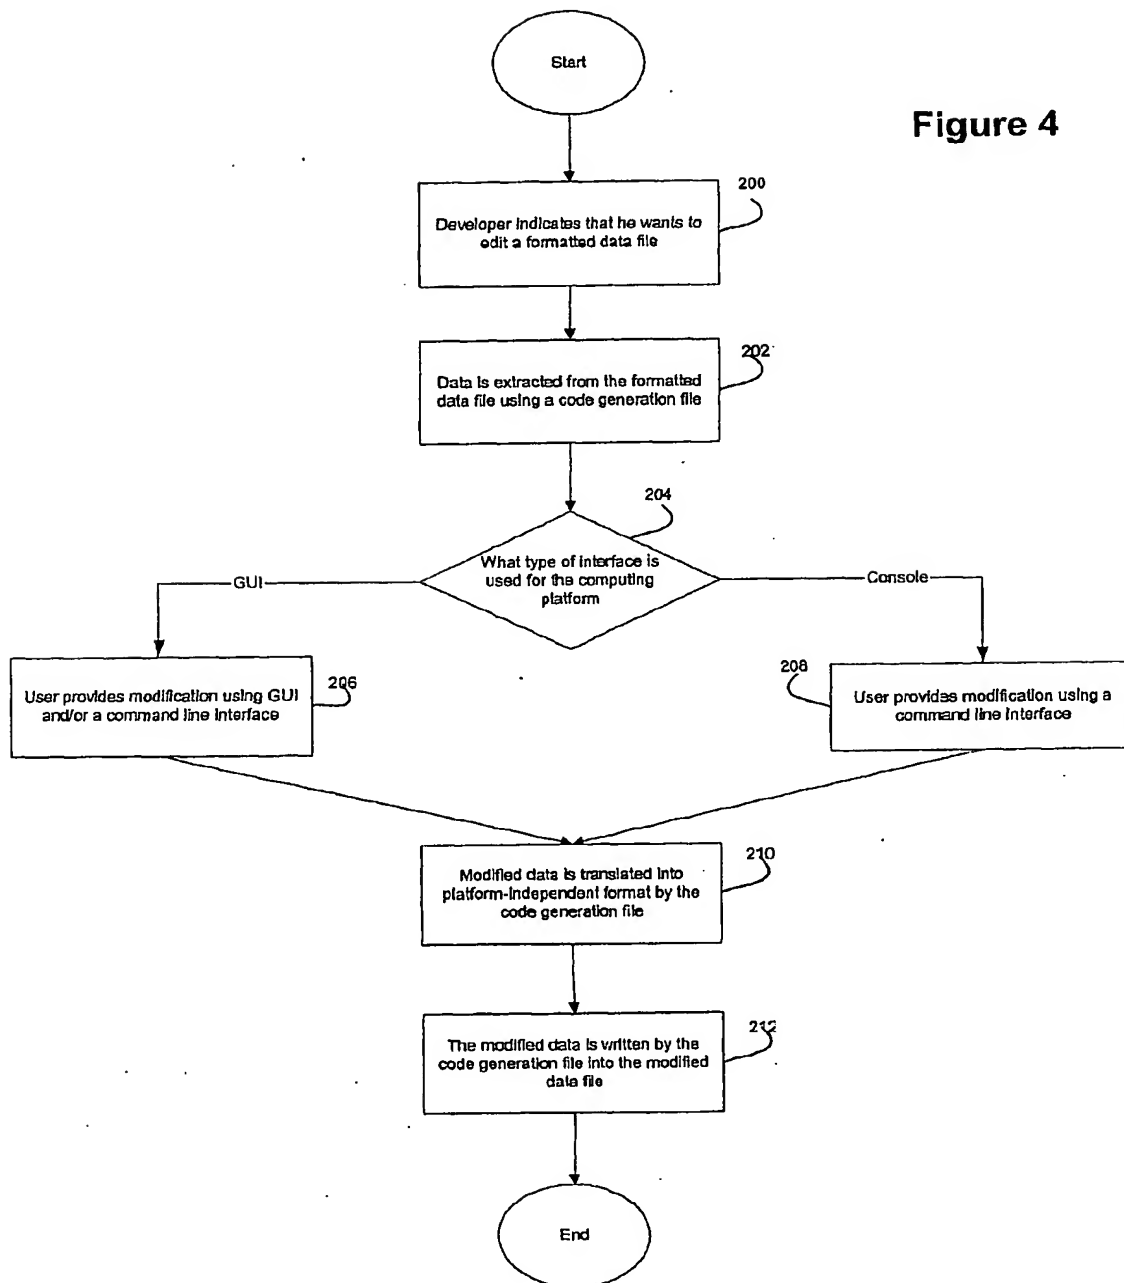 Start
Figure 4
200
Developer indicates that he wants to
edit a formatted data file
202
Data is extracted from the formatted
data file using a code generation file
204
What type of interface is
used for the computing
platform
GUI
Console
206
User provides modification using GUI
and/or a command line interface
208
User provides modification using a
command line interface
210
Modified data is translated into
platform-independent format by the
code generation file
212
The modified data is written by the
code generation file into the modified
data file
End